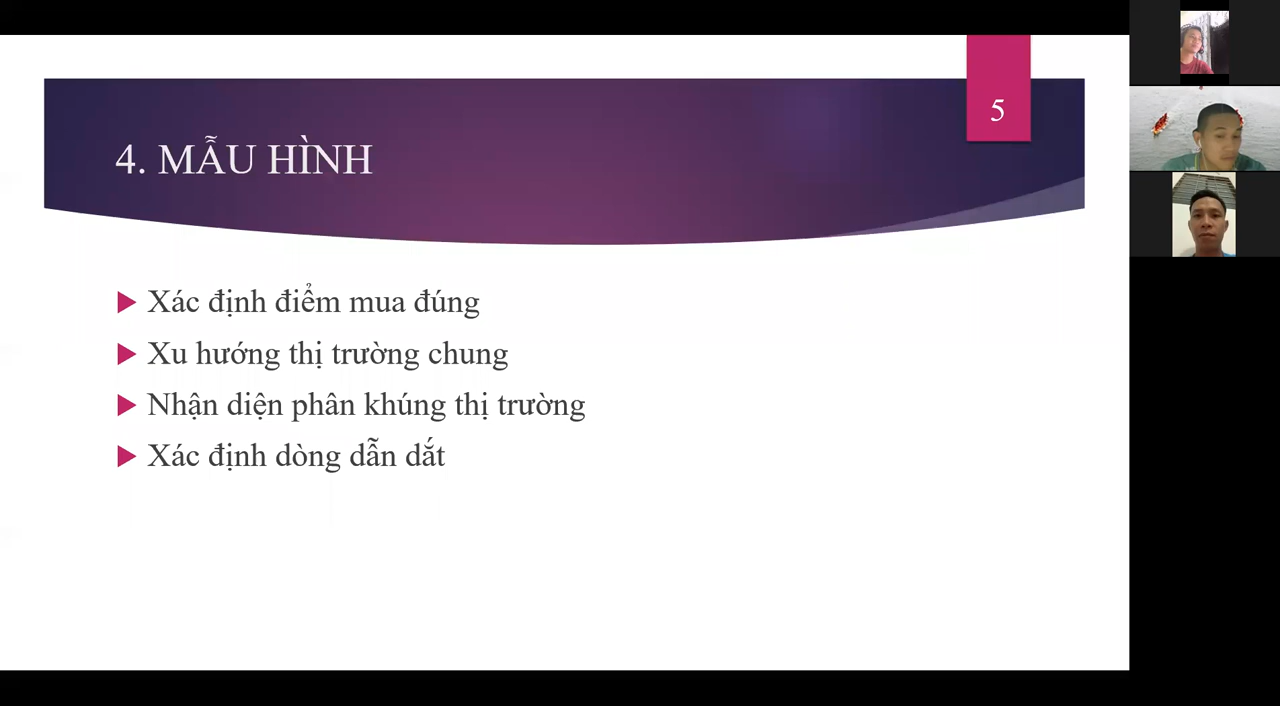 5
4. MẪU HÌNH
Xác định điểm mua đúng
Xu hướng thị trường chung
Nhận diện phân khúng thị trường
Xác định dòng dẫn dắt